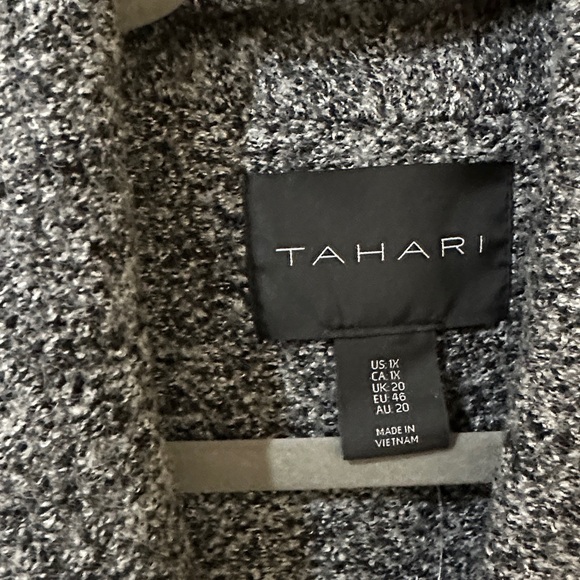 TAHARI
US: 1X
CA: 1X
UK: 20
EU: 46
AU: 20
MADE IN
VIETNAM